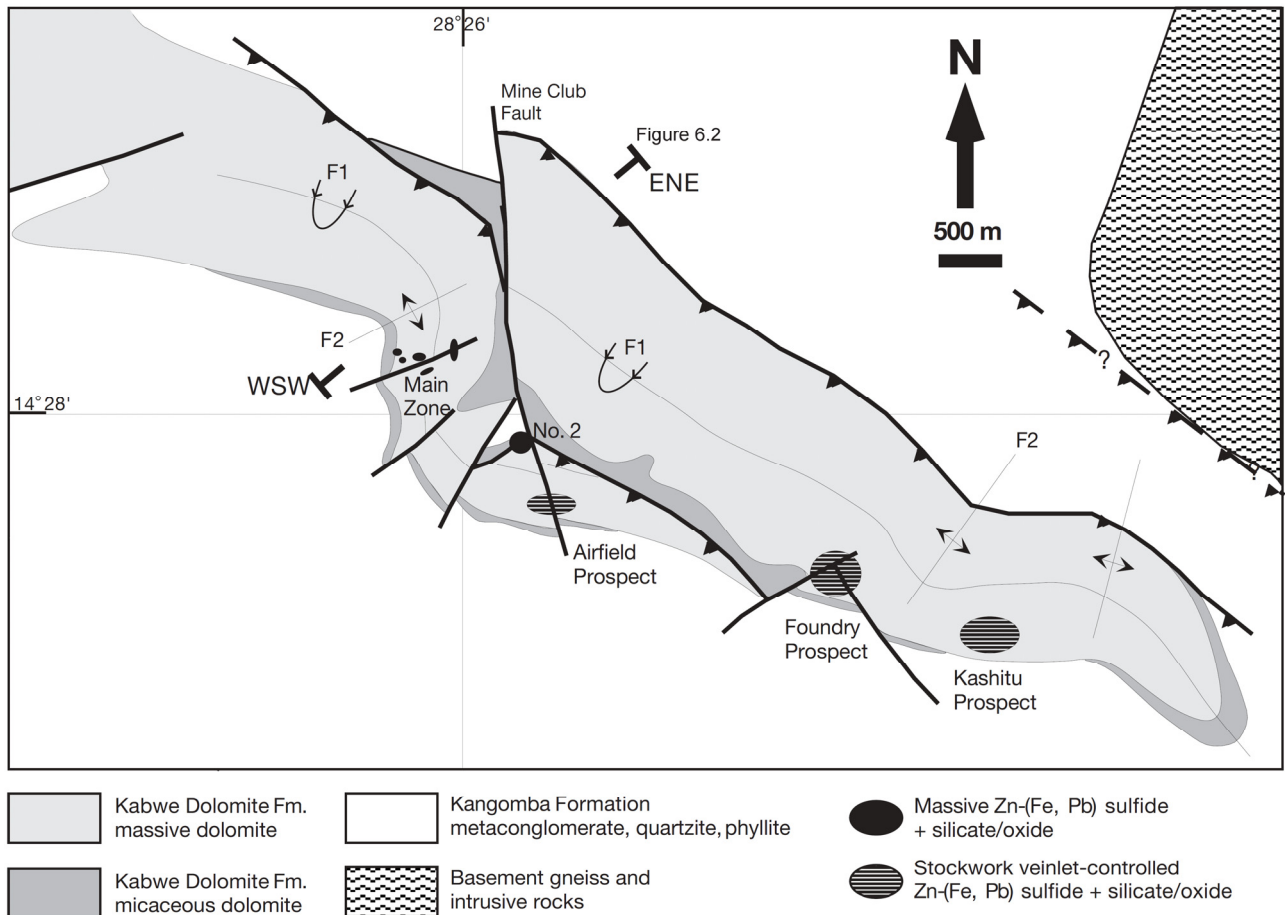 28°26'
Mine Club
Fault
Figure 6.2
ENE
N
500 m
F1
F2
WSW
Main
Zone
14°28'
F1
No. 2
?
F2
?
Airfield
Prospect
Foundry
Prospect
Kashitu
Prospect
Kabwe Dolomite Fm.
massive dolomite
Kangomba Formation
metaconglomerate, quartzite, phyllite
Massive Zn-(Fe, Pb) sulfide
+ silicate/oxide
Kabwe Dolomite Fm.
micaceous dolomite
Basement gneiss and
intrusive rocks
Stockwork veinlet-controlled
Zn-(Fe, Pb) sulfide + silicate/oxide